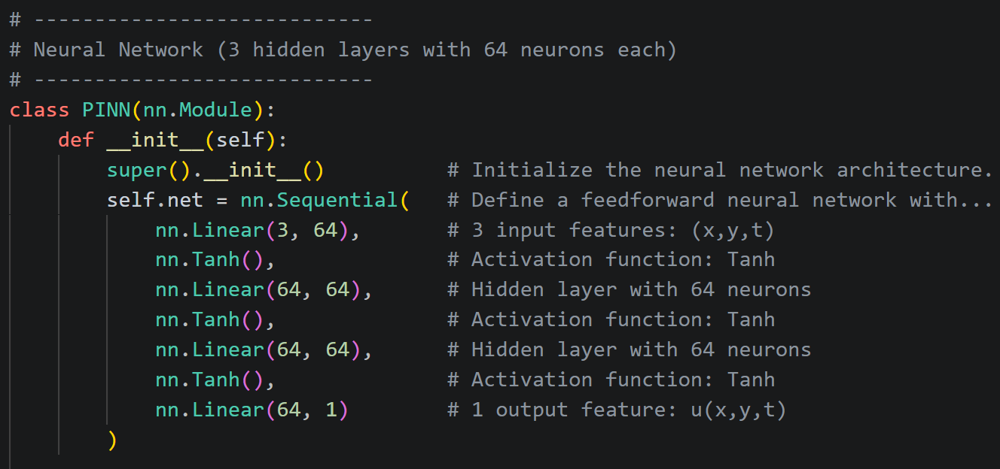 # ----------------------------
# Neural Network (3 hidden layers with 64 neurons each)
# ----------------------------
class PINN(nn.Module):
    def __init__(self):
        super().__init__()          # Initialize the neural network architecture.
        self.net = nn.Sequential(   # Define a feedforward neural network with...
            nn.Linear(3, 64),       # 3 input features: (x,y,t)
            nn.Tanh(),              # Activation function: Tanh
            nn.Linear(64, 64),      # Hidden layer with 64 neurons
            nn.Tanh(),              # Activation function: Tanh
            nn.Linear(64, 64),      # Hidden layer with 64 neurons
            nn.Tanh(),              # Activation function: Tanh
            nn.Linear(64, 1)        # 1 output feature: u(x,y,t)
        )